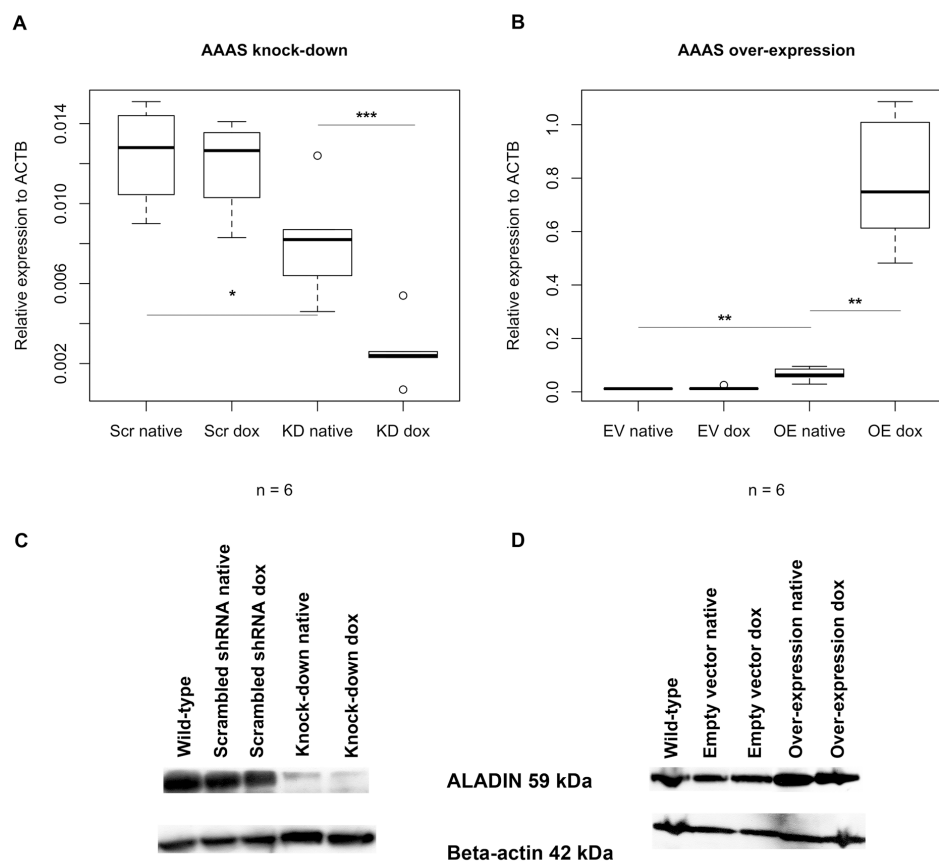 A
AAAS knock-down
Relative expression to ACTB
0.014
0.010
0.006
0.002
***
*
Scr native
Scr dox
KD native
KD dox
n = 6
B
AAAS over-expression
Relative expression to ACTB
1.0
0.8
0.6
0.4
0.2
0.0
**
**
EV native
EV dox
OE native
OE dox
n = 6
C
Wild-type
Scrambled shRNA native
Scrambled shRNA dox
Knock-down native
Knock-down dox
D
Wild-type
Empty vector native
Empty vector dox
Over-expression native
Over-expression dox
ALADIN 59 kDa
Beta-actin 42 kDa